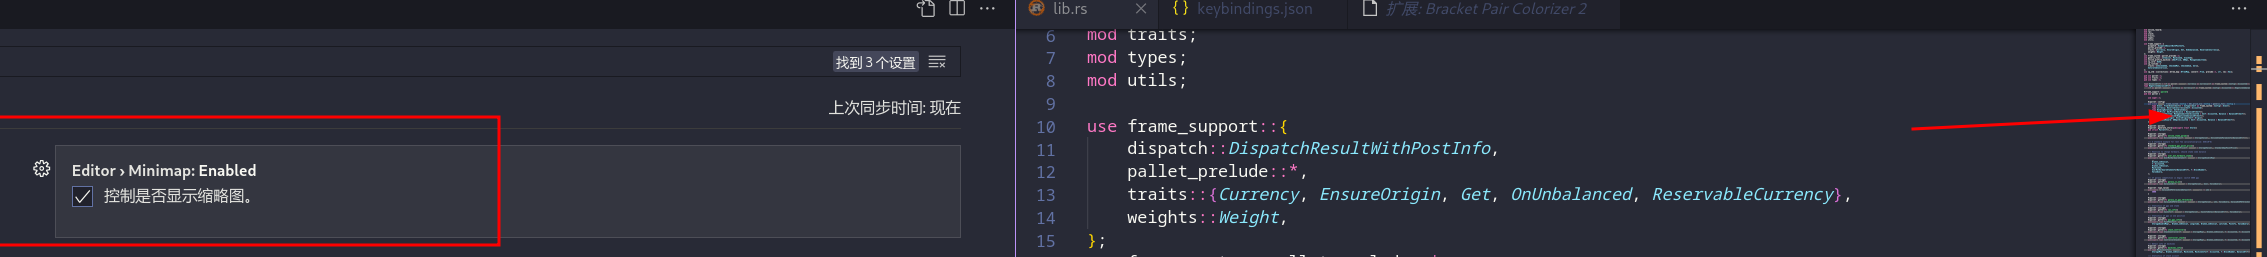 找到 3 个设置
上次同步时间: 现在
Editor › Minimap: Enabled
控制是否显示缩略图。
lib.rs
{} keybindings.json
扩展: Bracket Pair Colorizer 2
6 mod traits;
7 mod types;
8 mod utils;
9
10 use frame_support::{
11 dispatch::DispatchResultWithPostInfo,
12 pallet_prelude::*,
13 traits::{Currency, EnsureOrigin, Get, OnUnbalanced, ReservableCurrency},
14 weights::Weight,
15 };